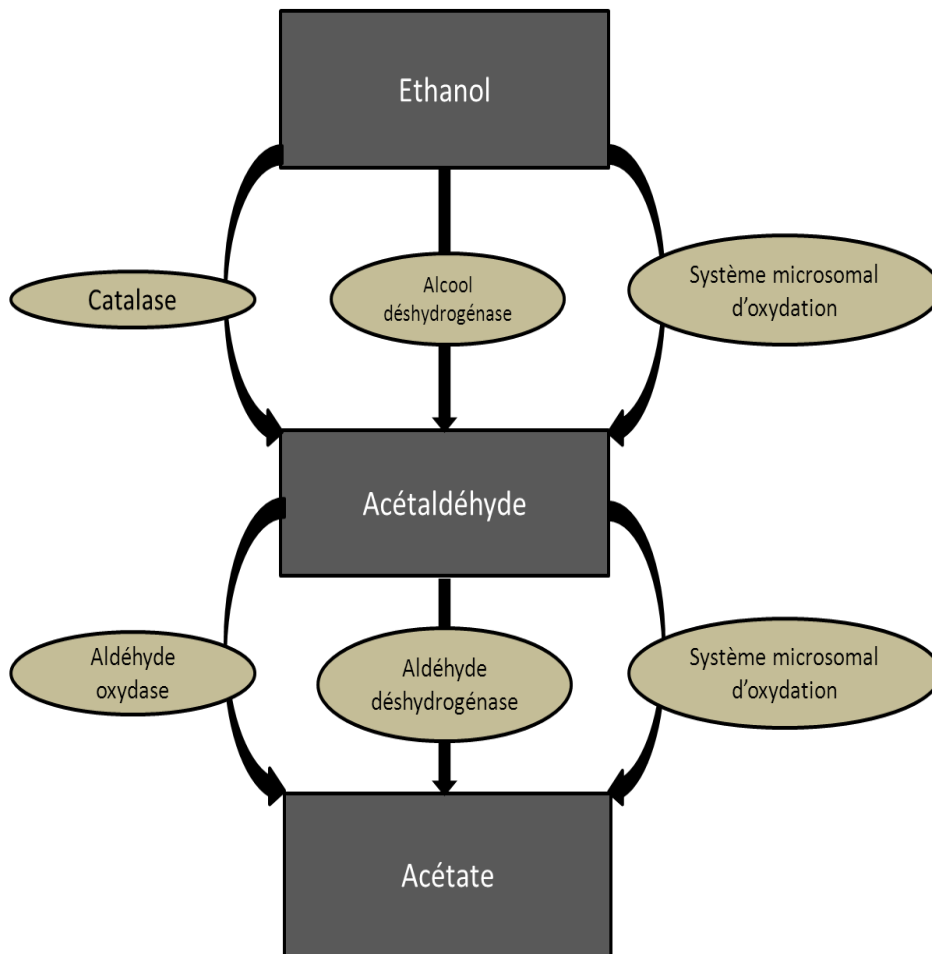 Ethanol
Catalase
Alcool
déshydrogénase
Système microsomal
d'oxydation
Acétaldéhyde
Aldéhyde
oxydase
Aldéhyde
déshydrogénase
Système microsomal
d'oxydation
Acétate